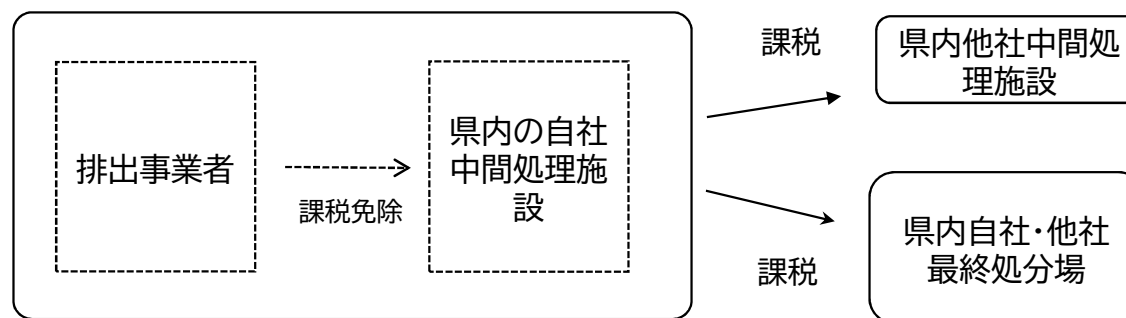 排出事業者
課税免除
県内の自社
中間処理施
設
課税
県内他社中間処
理施設
課税
県内自社・他社
最終処分場